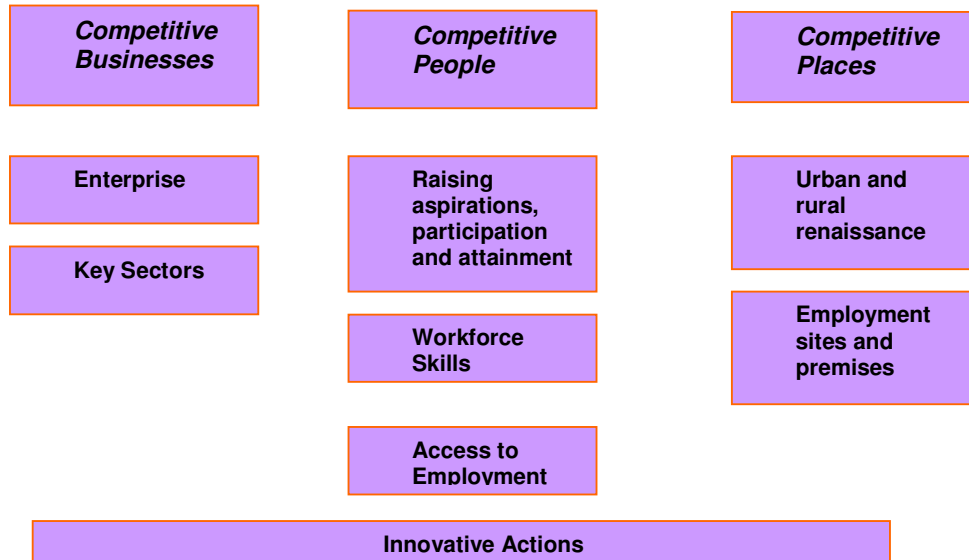 Competitive
Businesses
Competitive
People
Competitive
Places
Enterprise
Key Sectors
Raising
aspirations,
participation
and attainment
Workforce
Skills
Access to
Employment
Urban and
rural
renaissance
Employment
sites and
premises
Innovative Actions